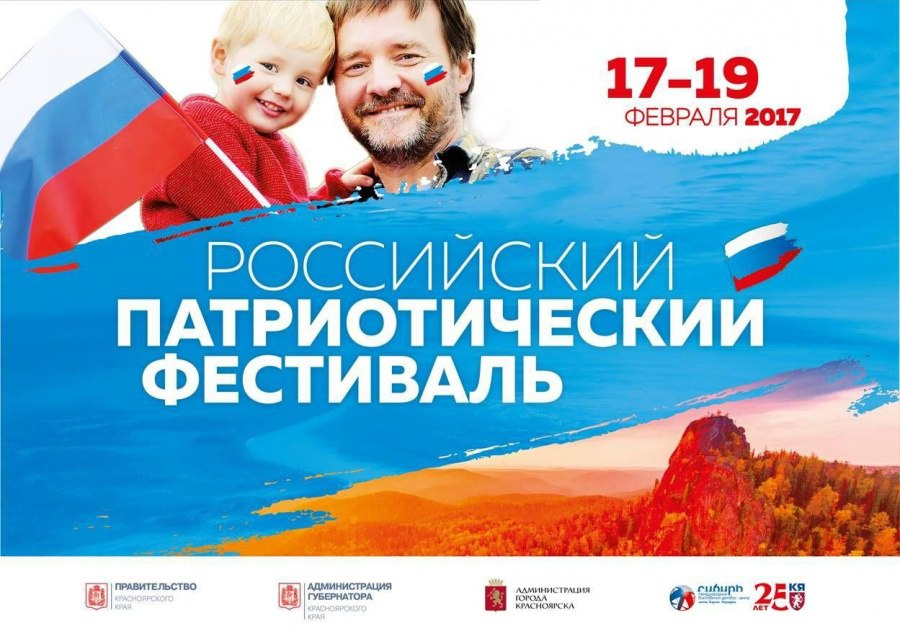 17-19
ФЕВРАЛЯ 2017
РОССИЙСКИЙ
ПАТРИОТИЧЕСКИЙ
ФЕСТИВАЛЬ
ПРАВИТЕЛЬСТВО
КРАСНОЯРСКОГО
КРАЯ
АДМИНИСТРАЦИЯ
ГУБЕРНАТОРА
КРАСНОЯРСКОГО
КРАЯ
АДМИНИСТРАЦИЯ
ГОРОДА
КРАСНОЯРСКА
сибирь
25 ЛЕТ
КЯ